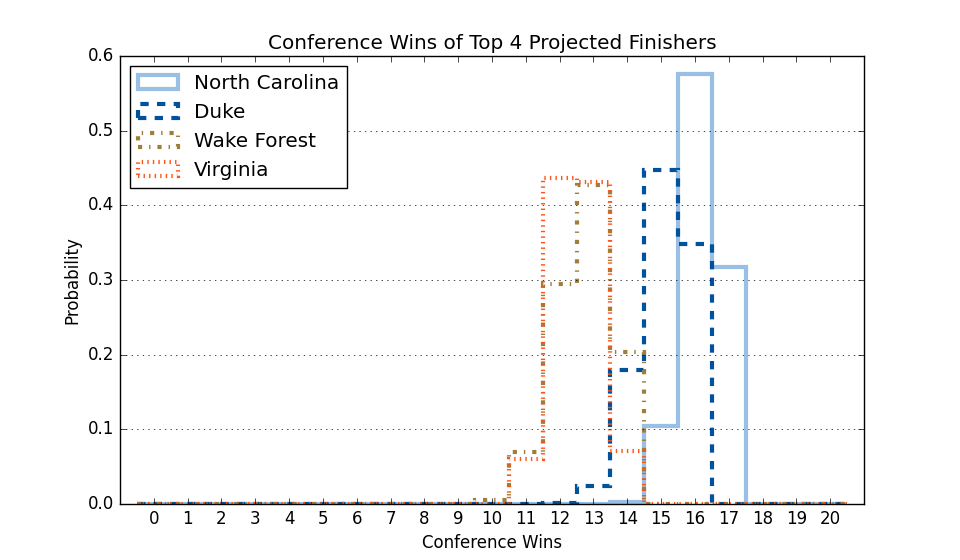 Conference Wins of Top 4 Projected Finishers
0.6
0.5
0.4
0.3
0.2
0.1
0.0
Probability
North Carolina
Duke
Wake Forest
Virginia
0 1 2 3 4 5 6 7 8 9 10 11 12 13 14 15 16 17 18 19 20
Conference Wins